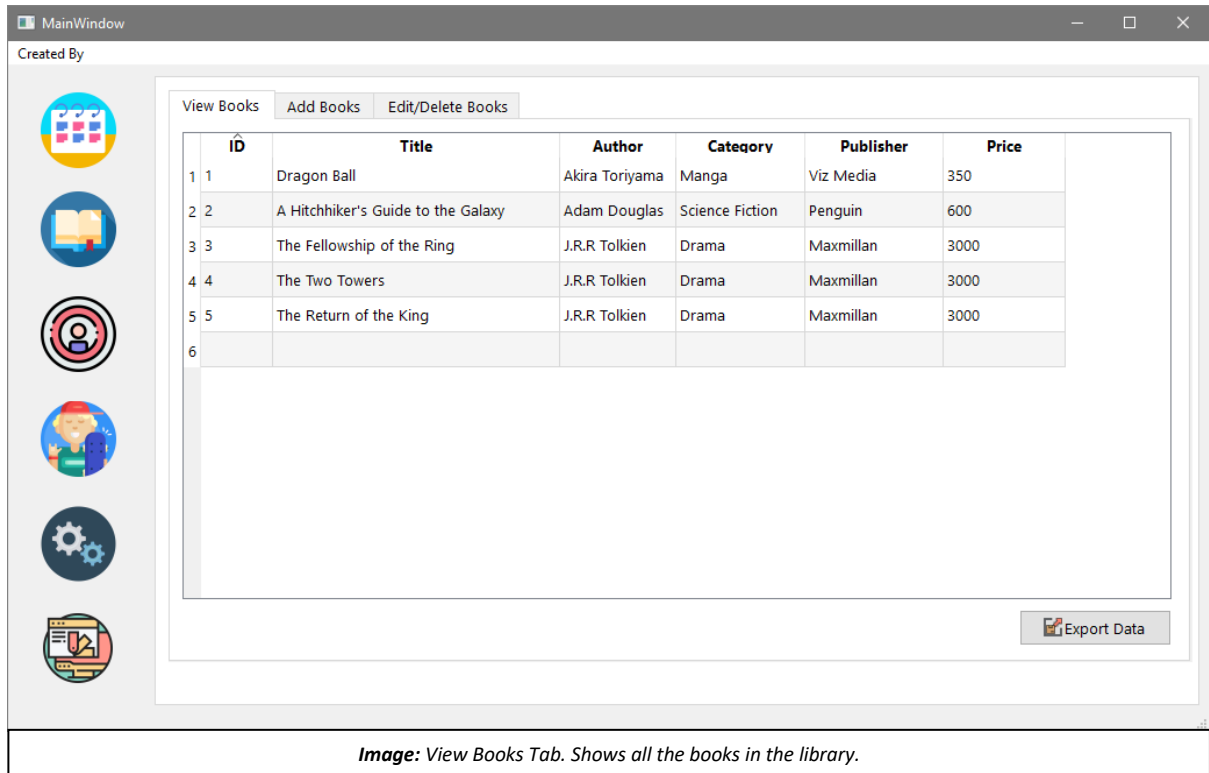 MainWindow
Created By
View Books Add Books Edit/Delete Books
ID Title Author Category Publisher Price
1 1 Dragon Ball Akira Toriyama Manga Viz Media 350
2 2 A Hitchhiker's Guide to the Galaxy Adam Douglas Science Fiction Penguin 600
3 3 The Fellowship of the Ring J.R.R Tolkien Drama Maxmillan 3000
4 4 The Two Towers J.R.R Tolkien Drama Maxmillan 3000
5 5 The Return of the King J.R.R Tolkien Drama Maxmillan 3000
6
Export Data
Image: View Books Tab. Shows all the books in the library.